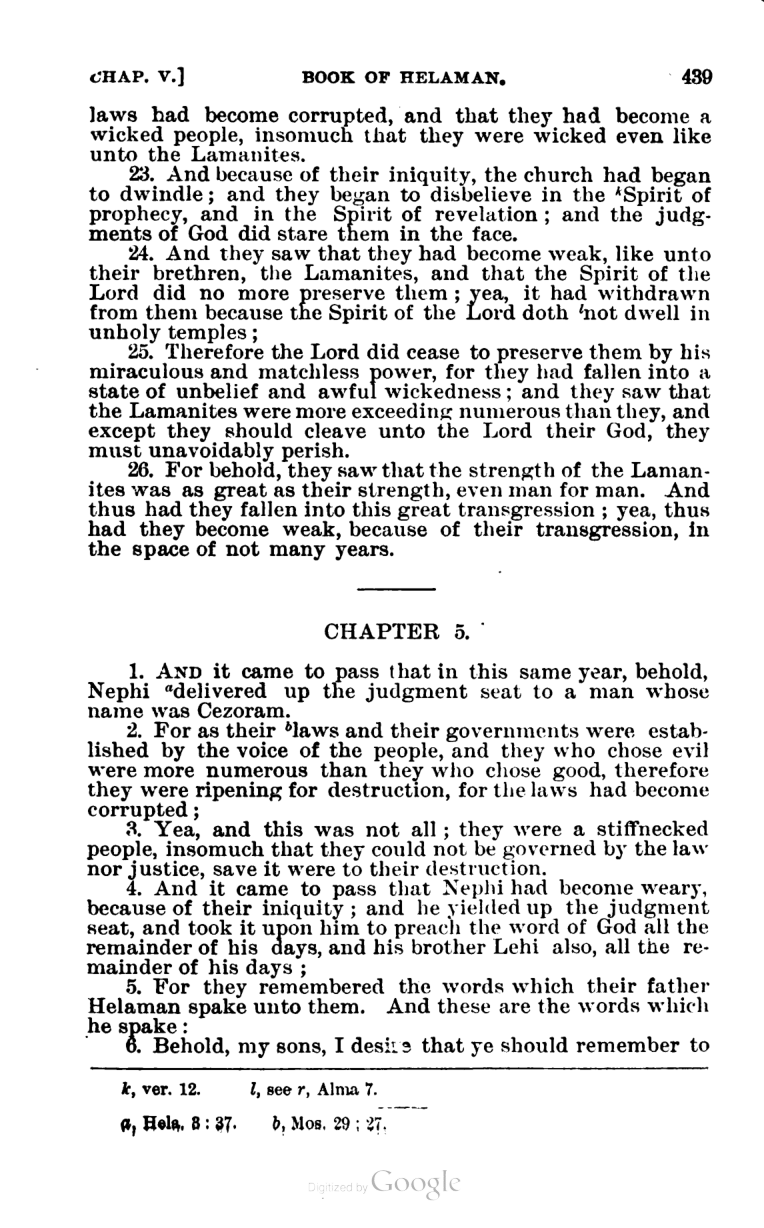 CHAP. V.] BOOK OF HELAMAN. 439
laws had become corrupted, and that they had become a
wicked people, insomuch that they were wicked even like
unto the Lamanites.
23. And because of their iniquity, the church had began
to dwindle; and they began to disbelieve in the kSpirit of
prophecy, and in the Spirit of revelation; and the judg-
ments of God did stare them in the face.
24. And they saw that they had become weak, like unto
their brethren, the Lamanites, and that the Spirit of the
Lord did no more preserve them; yea, it had withdrawn
from them because the Spirit of the Lord doth lnot dwell in
unholy temples;
25. Therefore the Lord did cease to preserve them by his
miraculous and matchless power, for they had fallen into a
state of unbelief and awful wickedness; and they saw that
the Lamanites were more exceeding numerous than they, and
except they should cleave unto the Lord their God, they
must unavoidably perish.
26. For behold, they saw that the strength of the Laman-
ites was as great as their strength, even man for man. And
thus had they fallen into this great transgression; yea, thus
had they become weak, because of their transgression, in
the space of not many years.
CHAPTER 5.
1. AND it came to pass that in this same year, behold,
Nephi adelivered up the judgment seat to a man whose
name was Cezoram.
2. For as their blaws and their governments were estab-
lished by the voice of the people, and they who chose evil
were more numerous than they who chose good, therefore
they were ripening for destruction, for the laws had become
corrupted;
3. Yea, and this was not all; they were a stiffnecked
people, insomuch that they could not be governed by the law
nor justice, save it were to their destruction.
4. And it came to pass that Nephi had become weary,
because of their iniquity; and he yielded up the judgment
seat, and took it upon him to preach the word of God all the
remainder of his days, and his brother Lehi also, all the re-
mainder of his days;
5. For they remembered the words which their father
Helaman spake unto them. And these are the words which
he spake:
6. Behold, my sons, I desire that ye should remember to
k, ver. 12. l, see r, Alma 7.
a, Hela. 3:37. b, Mos. 29:27.
Digitized by Google